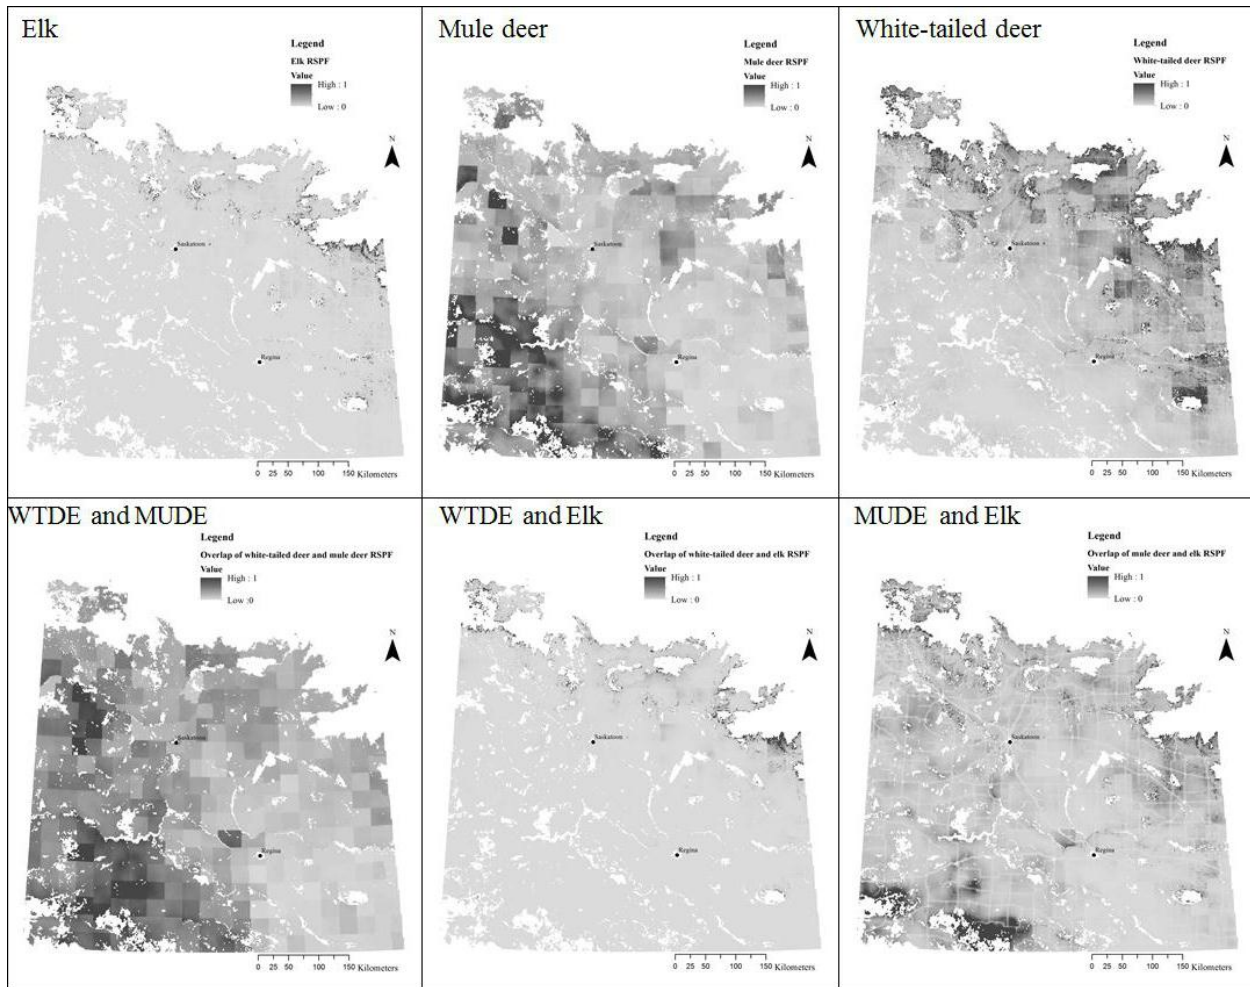 Elk
Legend
Elk RSPF
Value
High : 1
Low : 0
N
Saskatoon
Regina
0 25 50 100 150 Kilometers
Mule deer
Legend
Mule deer RSPF
Value
High : 1
Low : 0
N
Saskatoon
Regina
0 25 50 100 150 Kilometers
White-tailed deer
Legend
White-tailed deer RSPF
Value
High : 1
Low : 0
N
Saskatoon
Regina
0 25 50 100 150 Kilometers
WTDE and MUDE
Legend
Overlap of white-tailed deer and mule deer RSPF
Value
High : 1
Low :0
N
Saskatoon
Regina
0 25 50 100 150 Kilometers
WTDE and Elk
Legend
Overlap of white-tailed deer and elk RSPF
Value
High : 1
Low : 0
N
Saskatoon
Regina
0 25 50 100 150 Kilometers
MUDE and Elk
Legend
Overlap of mule deer and elk RSPF
Value
High : 1
Low : 0
N
Saskatoon
Regina
0 25 50 100 150 Kilometers